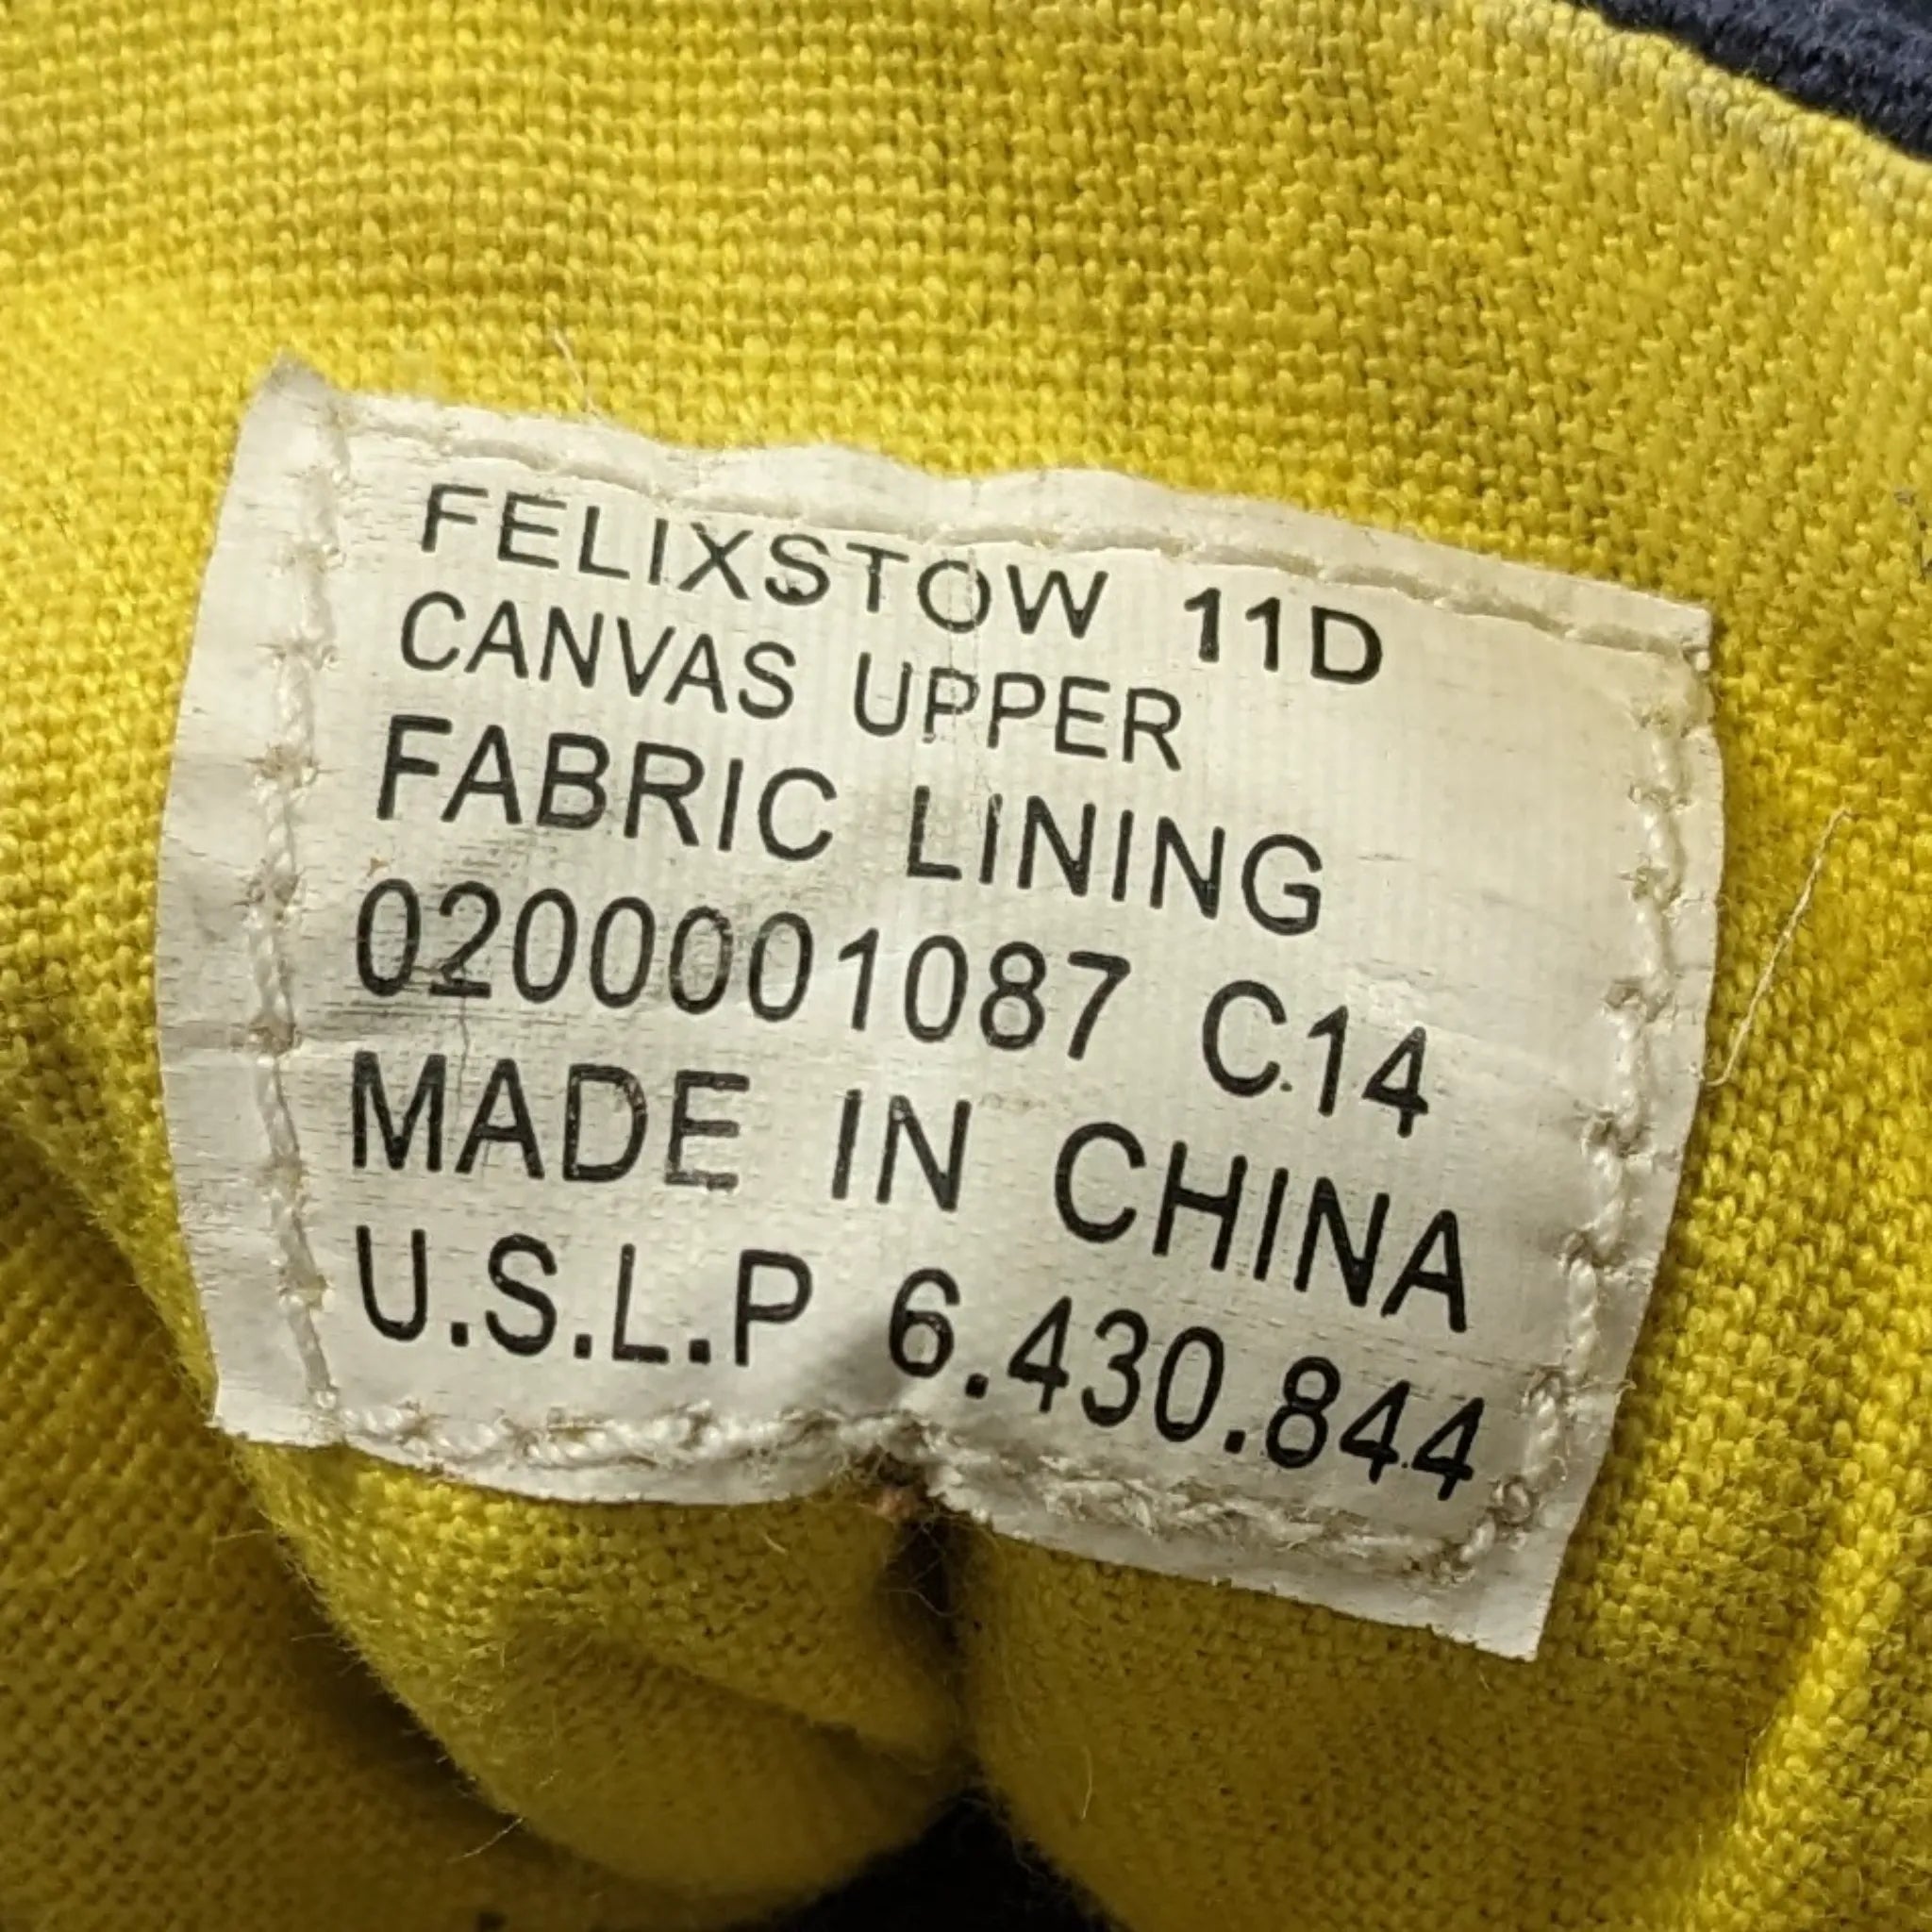 FELIXSTOW 11D
CANVAS UPPER
FABRIC LINING
0200001087 C14
MADE IN CHINA
U.S.L.P 6.430.844